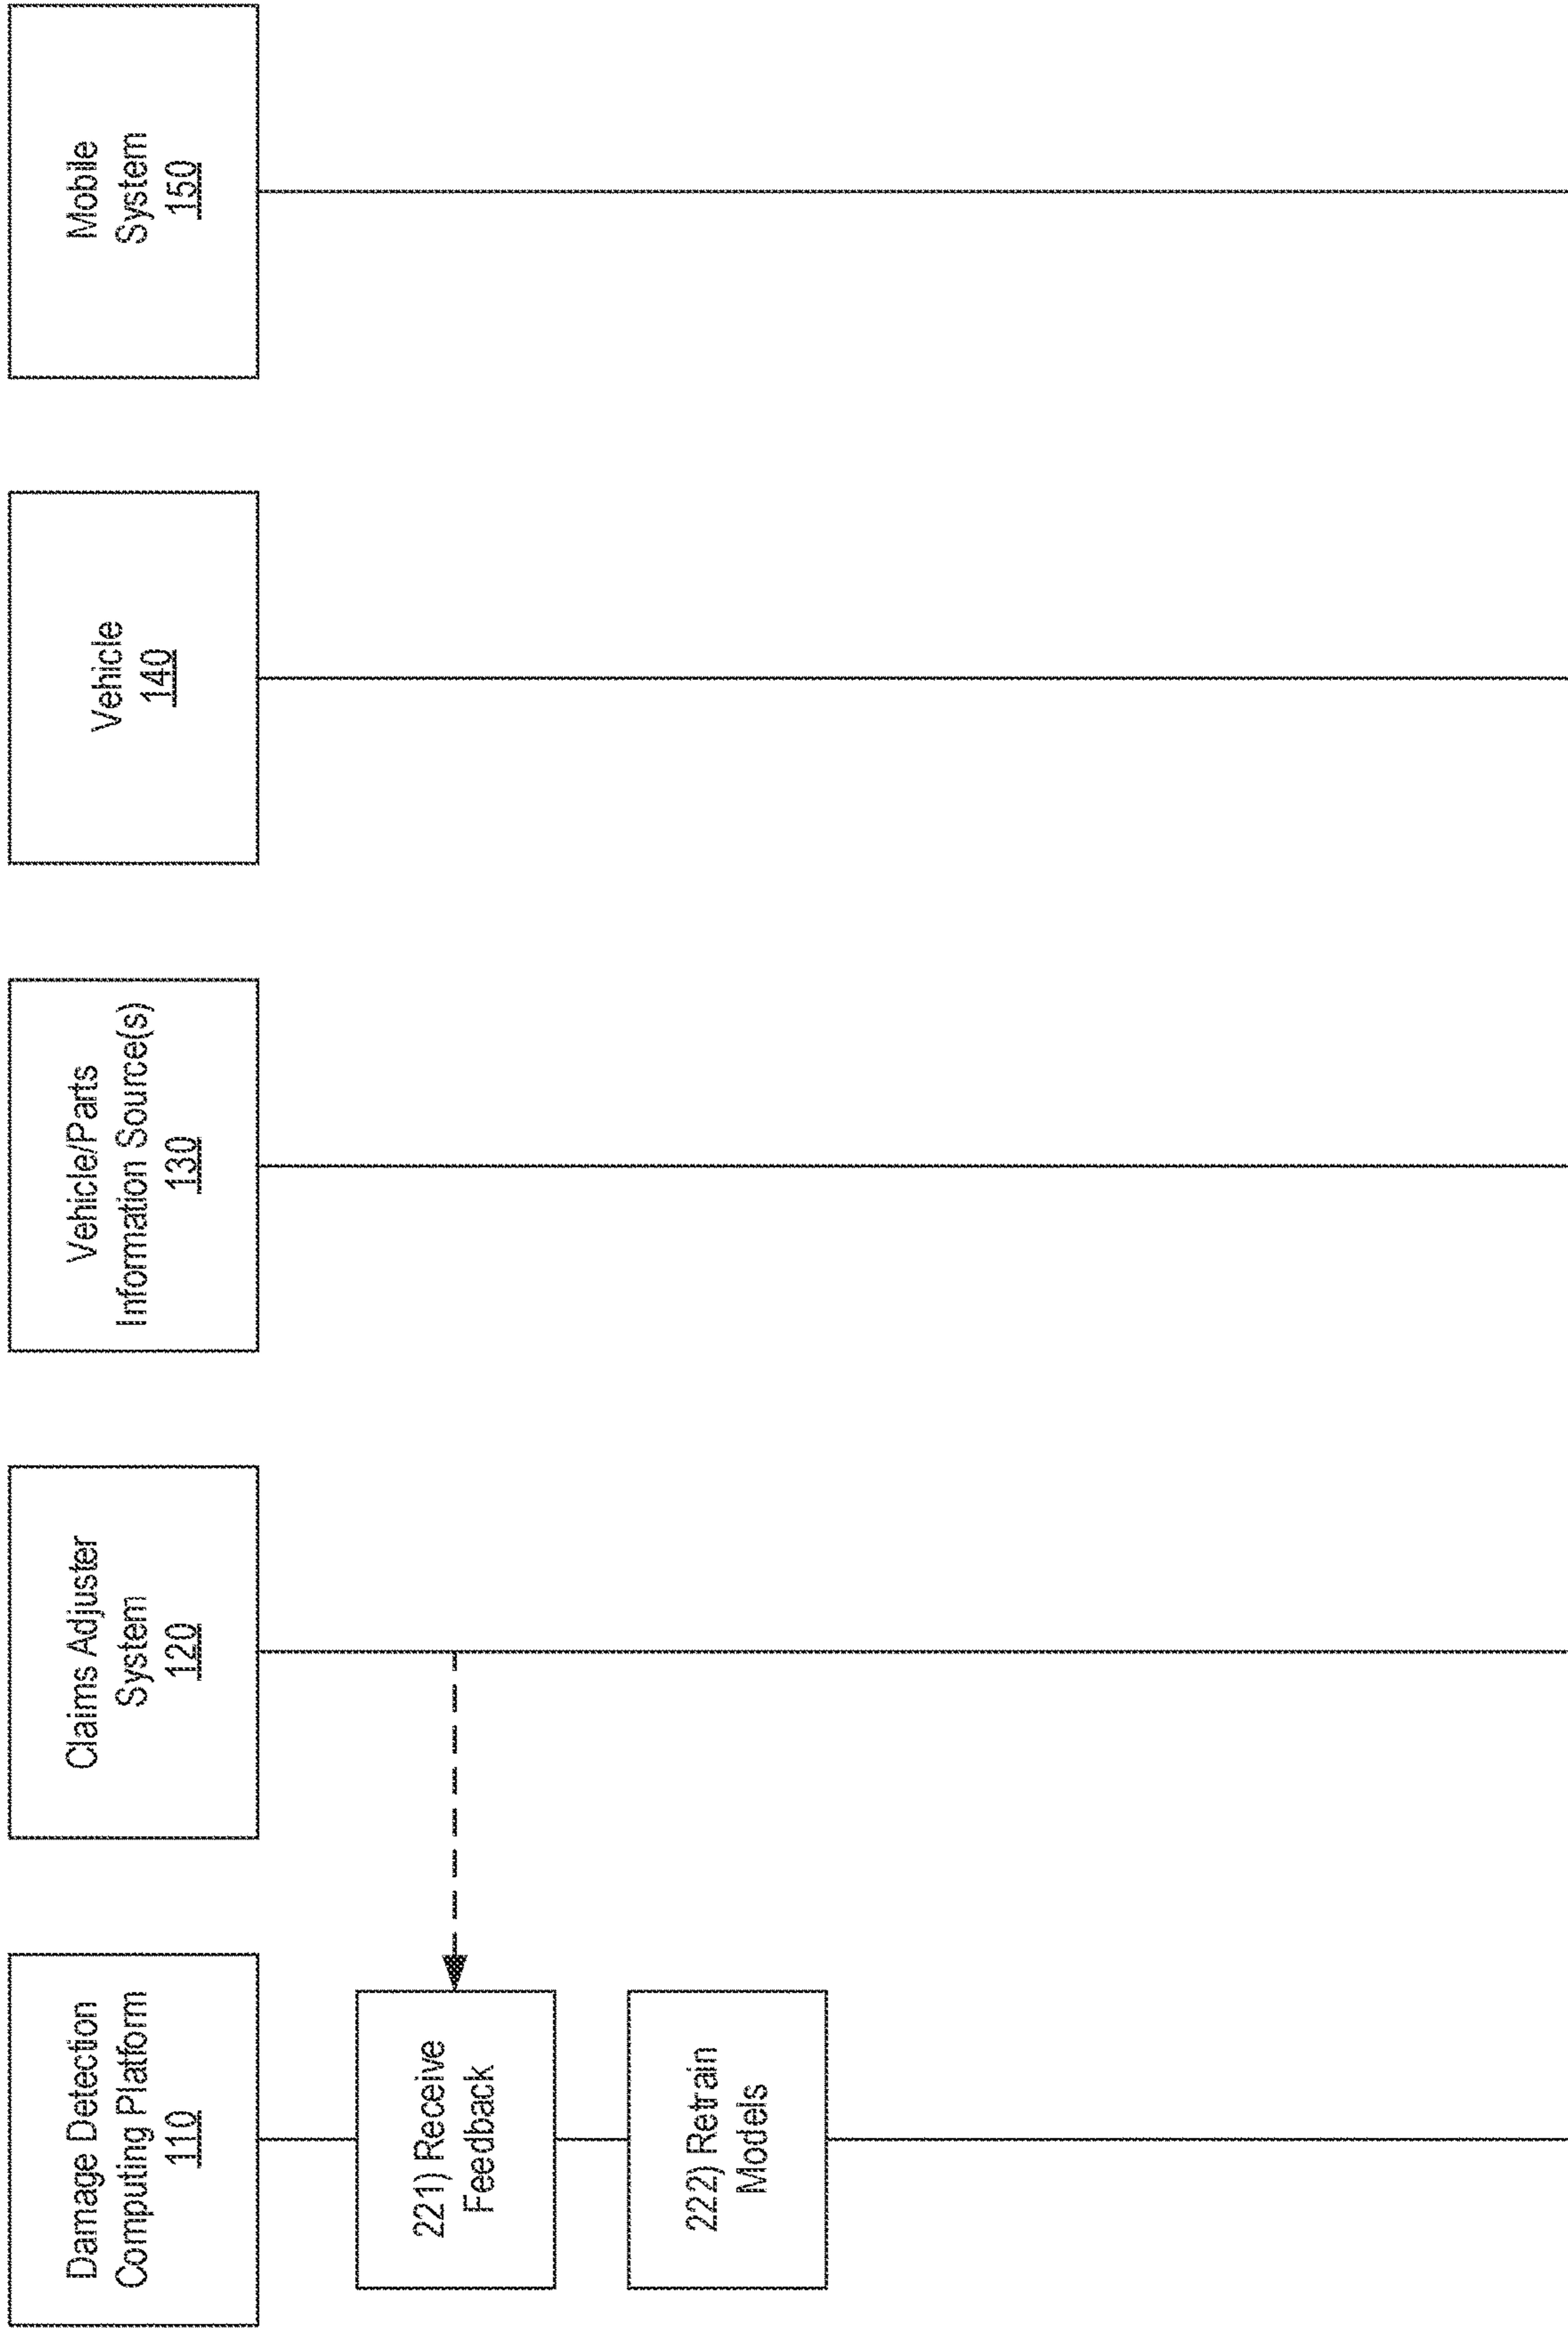 Damage Detection
Computing Platform
110
Claims Adjuster
System
120
Vehicle/Parts
Information Source(s)
130
Vehicle
140
Mobile
System
150
221) Receive
Feedback
222) Retrain
Models